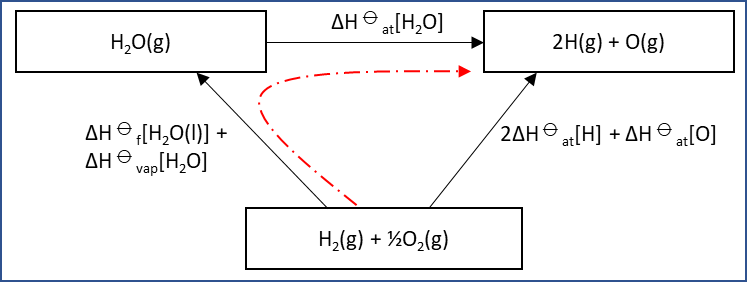 ΔH⊖at[H₂O]
H₂O(g)
2H(g) + O(g)
ΔH⊖f[H₂O(l)] +
ΔH⊖vap[H₂O]
2ΔH⊖at[H] + ΔH⊖at[O]
H₂(g) + ½O₂(g)